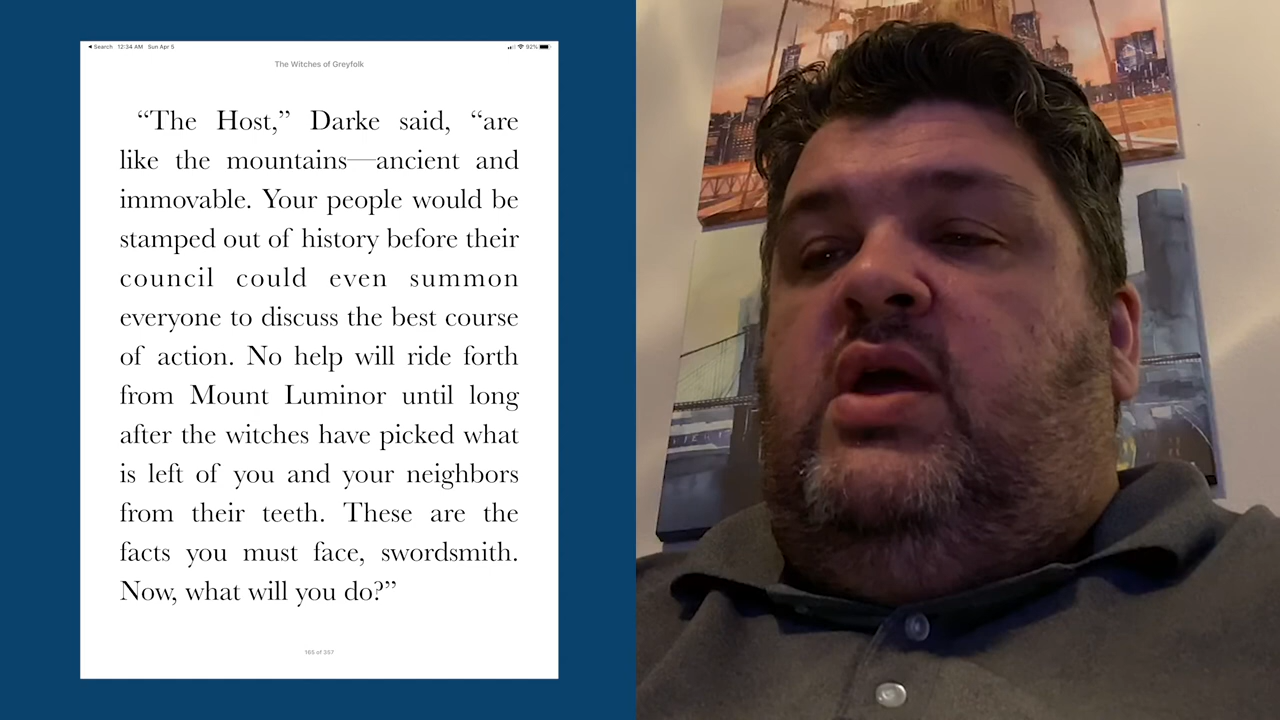 Search 12:34 AM Sun Apr 5 92%
The Witches of Greyfolk
“The Host,” Darke said, “are
like the mountains—ancient and
immovable. Your people would be
stamped out of history before their
council could even summon
everyone to discuss the best course
of action. No help will ride forth
from Mount Luminor until long
after the witches have picked what
is left of you and your neighbors
from their teeth. These are the
facts you must face, swordsmith.
Now, what will you do?”
165 of 357